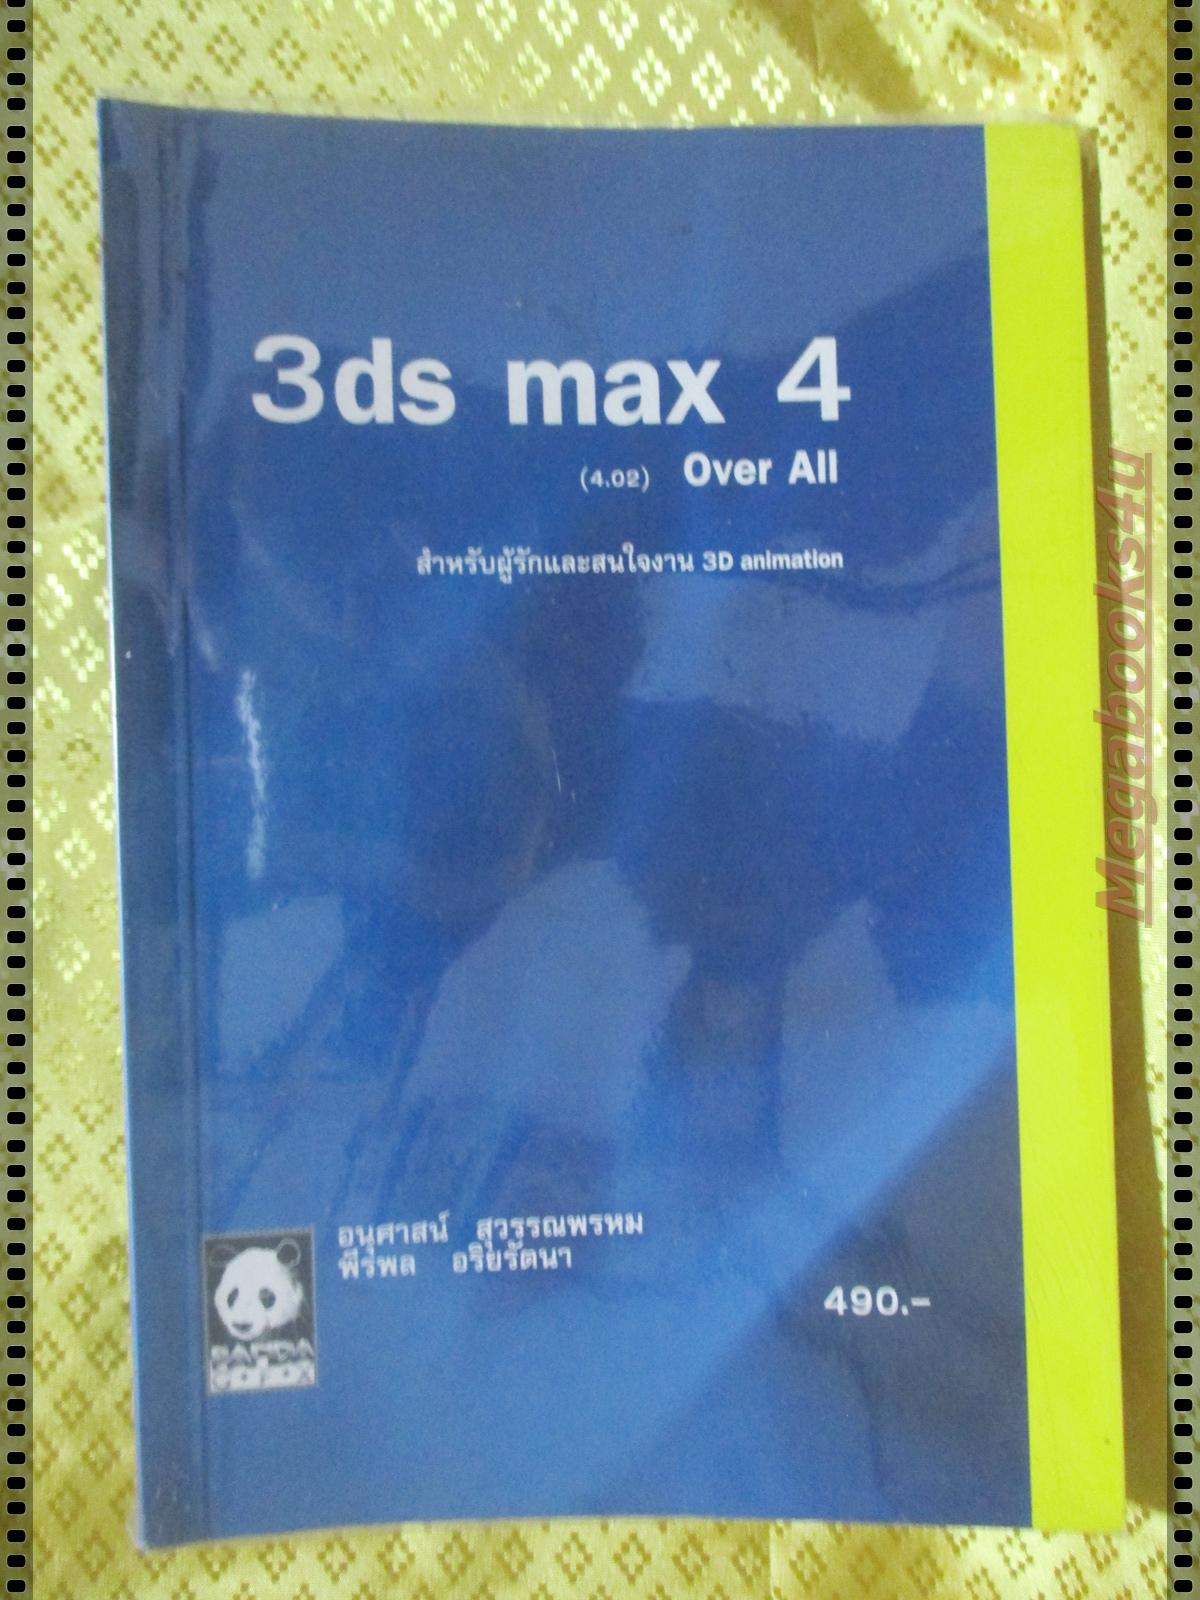 3ds max 4
(4.02) Over All
สำหรับผู้รักและสนใจงาน 3D animation
อนุศาสน์ สุวรรณพรหม
พีรพล อริยรัตนา
490.-
PANDA
Megabooks4u